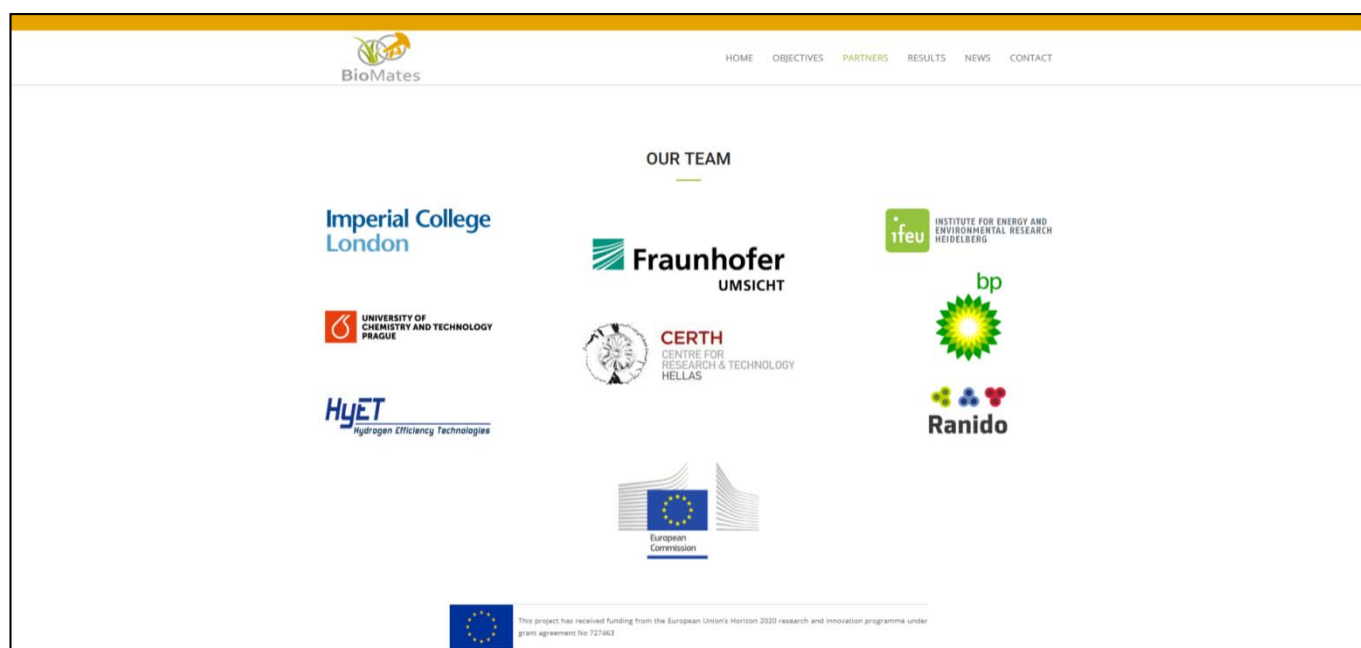 BioMates
HOME OBJECTIVES PARTNERS RESULTS NEWS CONTACT
OUR TEAM
Imperial College
London
Fraunhofer
UMSICHT
ifeu
INSTITUTE FOR ENERGY AND
ENVIRONMENTAL RESEARCH
HEIDELBERG
bp
UNIVERSITY OF
CHEMISTRY AND TECHNOLOGY
PRAGUE
CERTH
CENTRE FOR
RESEARCH & TECHNOLOGY
HELLAS
HyET
Hydrogen Efficiency Technologies
Ranido
European
Commission
This project has received funding from the European Union's Horizon 2020 research and innovation programme under
grant agreement No 727463